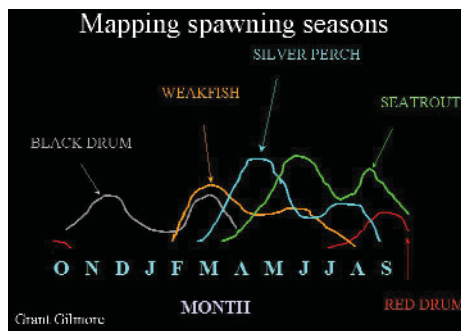 Mapping spawning seasons
SILVER PERCH
WEAKFISH
SEATROUT
BLACK DRUM
O N D J F M A M J J A S
MONTH
Grant Gilmore
RED DRUM